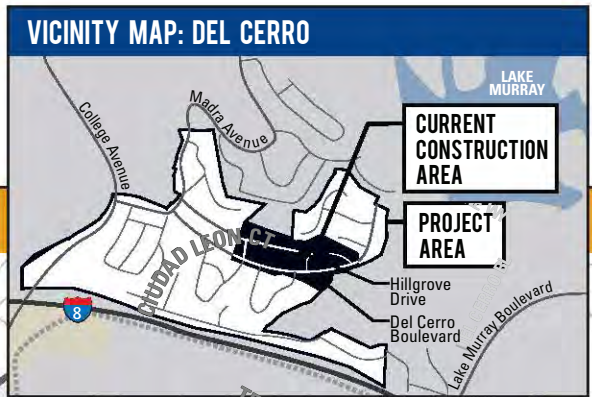 VICINITY MAP: DEL CERRO
LAKE
MURRAY
College Avenue
Madra Avenue
CURRENT
CONSTRUCTION
AREA
PROJECT
AREA
CIUDAD LEON CT
Hillgrove
Drive
Del Cerro
Boulevard
8
Lake Murray Boulevard